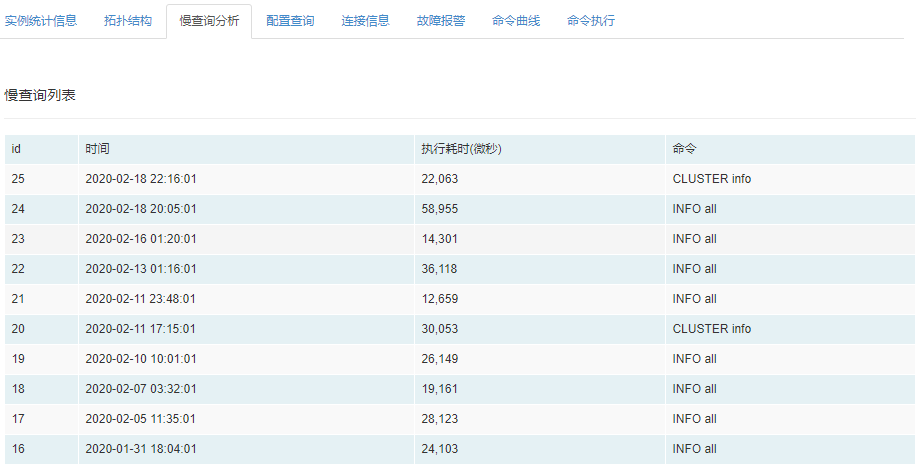 实例统计信息 拓扑结构 慢查询分析 配置查询 连接信息 故障报警 命令曲线 命令执行
慢查询列表
id 时间 执行耗时(微秒) 命令
25 2020-02-18 22:16:01 22,063 CLUSTER info
24 2020-02-18 20:05:01 58,955 INFO all
23 2020-02-16 01:20:01 14,301 INFO all
22 2020-02-13 01:16:01 36,118 INFO all
21 2020-02-11 23:48:01 12,659 INFO all
20 2020-02-11 17:15:01 30,053 CLUSTER info
19 2020-02-10 10:01:01 26,149 INFO all
18 2020-02-07 03:32:01 19,161 INFO all
17 2020-02-05 11:35:01 28,123 INFO all
16 2020-01-31 18:04:01 24,103 INFO all